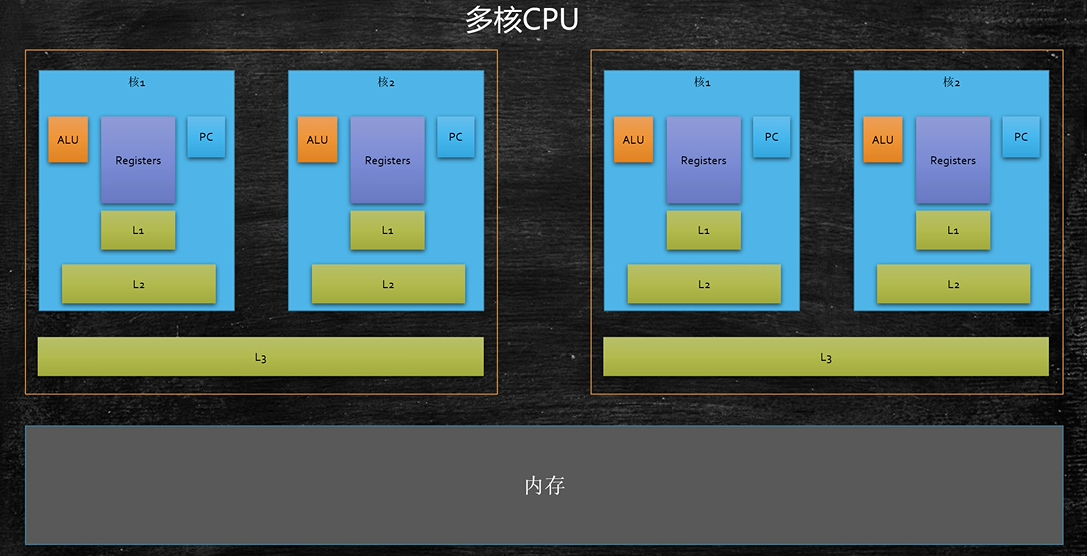 多核CPU
核1
核2
核1
核2
ALU
Registers
PC
ALU
Registers
PC
ALU
Registers
PC
ALU
Registers
PC
L1
L1
L1
L1
L2
L2
L2
L2
L3
L3
内存